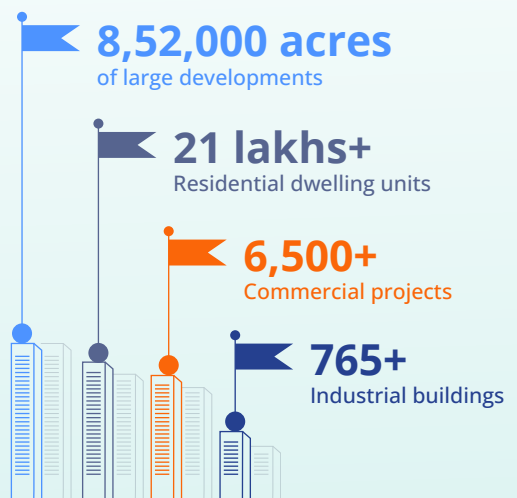 8,52,000 acres
of large developments
21 lakhs+
Residential dwelling units
6,500+
Commercial projects
765+
Industrial buildings